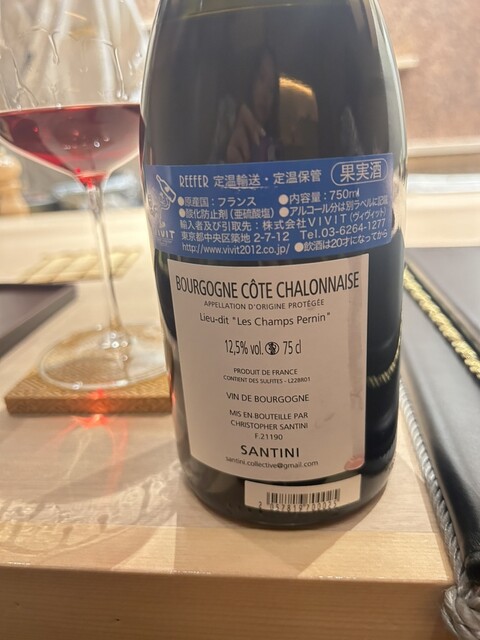 REEFER 定温輸送・定温保管 果実酒
●原産国：フランス ●内容量：750ml
●酸化防止剤（亜硫酸塩） ●アルコール分は別ラベルに記載
輸入者及び引取先：株式会社VIVIT（ヴィヴィット）
東京都中央区築地 2-7-12 Tel.03-6264-1277
http://www.vivit2012.co.jp/ ●飲酒は20才になってから
VIVIT
BOURGOGNE CÔTE CHALONNAISE
APPELLATION D'ORIGINE PROTÉGÉE
Lieu-dit "Les Champs Pernin"
12,5% vol. 75 cl
PRODUIT DE FRANCE
CONTENT DES SULFITES - L228R01
VIN DE BOURGOGNE
MIS EN BOUTEILLE PAR
CHRISTOPHER SANTINI
F.21190
SANTINI
santini.collective@gmail.com